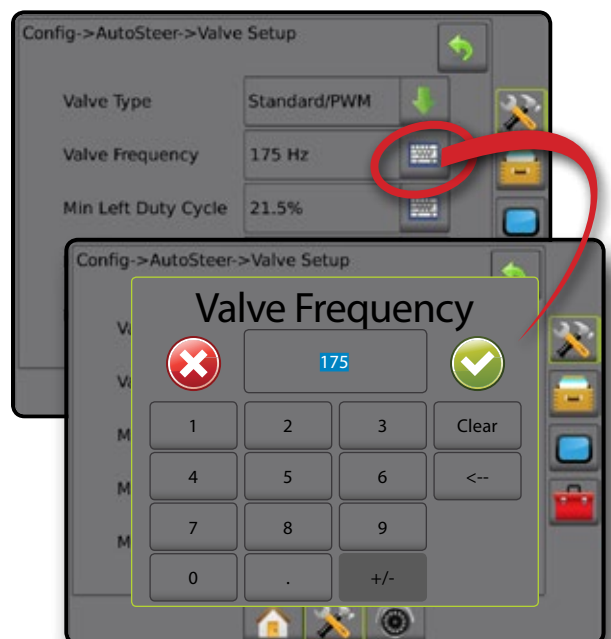 Config->AutoSteer->Valve Setup
Valve Type Standard/PWM
Valve Frequency 175 Hz
Min Left Duty Cycle 21.5%
Config->AutoSteer->Valve Setup
Valve Frequency
175
1 2 3 Clear
4 5 6 <--
7 8 9
0 . +/-